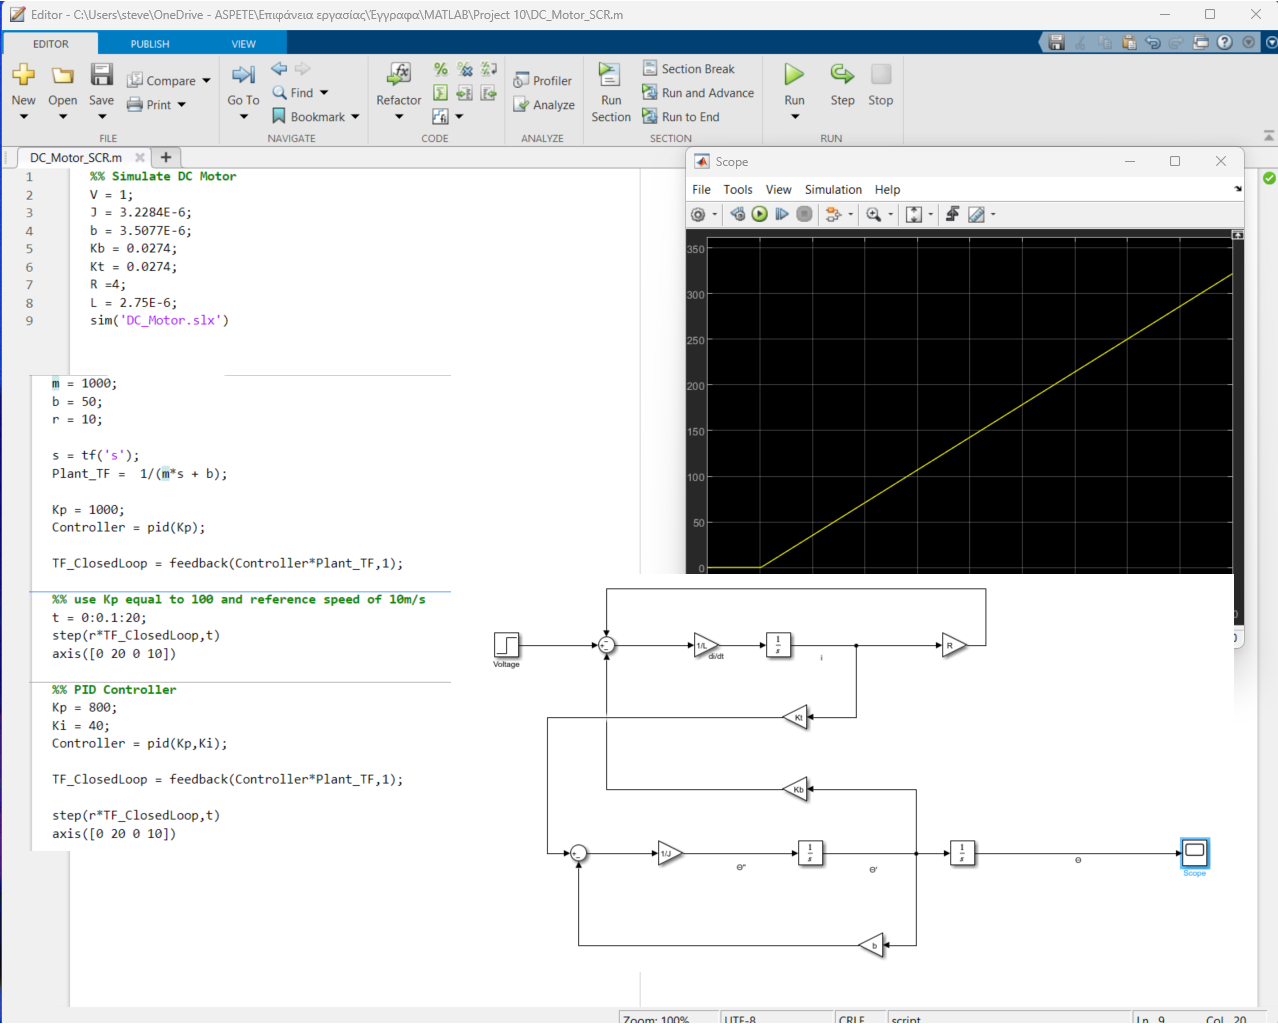 Editor - C:\Users\steve\OneDrive - ASPETE\Επιφάνεια εργασίας\Έγγραφα\MATLAB\Project 10\DC_Motor_SCR.m
EDITOR
PUBLISH
VIEW
New
Open
Save
Compare
Print
Go To
Find
Bookmark
Refactor
Profiler
Analyze
Run
Section
Section Break
Run and Advance
Run to End
Run
Step
Stop
FILE
NAVIGATE
CODE
ANALYZE
SECTION
RUN
DC_Motor_SCR.m
1 %% Simulate DC Motor
2 V = 1;
3 J = 3.2284E-6;
4 b = 3.5077E-6;
5 Kb = 0.0274;
6 Kt = 0.0274;
7 R =4;
8 L = 2.75E-6;
9 sim('DC_Motor.slx')
m = 1000;
b = 50;
r = 10;
s = tf('s');
Plant_TF =  1/(m*s + b);
Kp = 1000;
Controller = pid(Kp);
TF_ClosedLoop = feedback(Controller*Plant_TF,1);
%% use Kp equal to 100 and reference speed of 10m/s
t = 0:0.1:20;
step(r*TF_ClosedLoop,t)
axis([0 20 0 10])
%% PID Controller
Kp = 800;
Ki = 40;
Controller = pid(Kp,Ki);
TF_ClosedLoop = feedback(Controller*Plant_TF,1);
step(r*TF_ClosedLoop,t)
axis([0 20 0 10])
Scope
File Tools View Simulation Help
350
300
250
200
150
100
50
0
Voltage
1/L
di/dt
1
s
i
R
Kt
Kb
1/J
Θ''
1
s
Θ'
1
s
Θ
Scope
b
Zoom: 100%
UTF-8
CRLF
script
Ln 9
Col 20